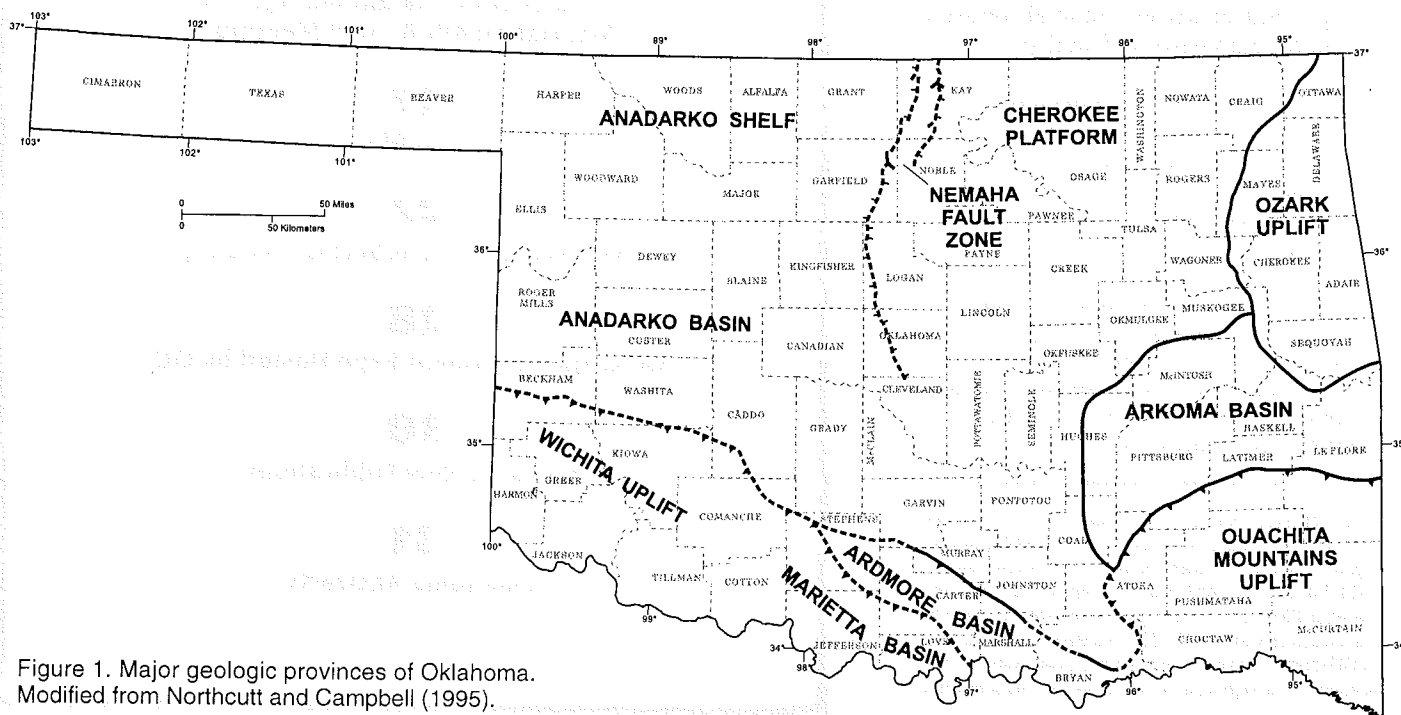 103°
37°
102°
101°
100°
99°
98°
97°
96°
95°
37°
CIMARRON
TEXAS
BEAVER
HARPER
WOODS
ALFALFA
GRANT
KAY
NOWATA
CRAIG
OTTAWA
WASHINGTON
ANADARKO SHELF
CHEROKEE
PLATFORM
103°
102°
101°
WOODWARD
MAJOR
GARFIELD
NOBLE
OSAGE
ROGERS
MAYES
DELAWARE
0 50 Miles
0 50 Kilometers
ELLIS
NEMAHA
FAULT
ZONE
PAWNEE
OZARK
UPLIFT
TULSA
36°
DEWEY
BLAINE
KINGFISHER
LOGAN
PAYNE
CREEK
WAGONER
CHEROKEE
36°
ADAIR
ROGER
MILLS
ANADARKO BASIN
CUSTER
CANADIAN
OKLAHOMA
LINCOLN
OKMULGEE
MUSKOGEE
OKFUSKEE
SEQUOYAH
BECKHAM
WASHITA
CADDO
GRADY
McCLAIN
CLEVELAND
POTTAWATOMIE
SEMINOLE
HUGHES
McINTOSH
ARKOMA BASIN
HASKELL
35°
PITTSBURG
LATIMER
LE FLORE
35°
WICHITA UPLIFT
KIOWA
GREER
HARMON
COMANCHE
STEPHENS
GARVIN
PONTOTOC
COAL
OUACHITA
MOUNTAINS
UPLIFT
100°
JACKSON
TILLMAN
COTTON
ARDMORE BASIN
MURRAY
CARTER
JOHNSTON
ATOKA
PUSHMATAHA
99°
MARIETTA BASIN
JEFFERSON
LOVE
MARSHALL
BRYAN
CHOCTAW
McCURTAIN
34°
98°
97°
96°
95°
34
Figure 1. Major geologic provinces of Oklahoma.
Modified from Northcutt and Campbell (1995).